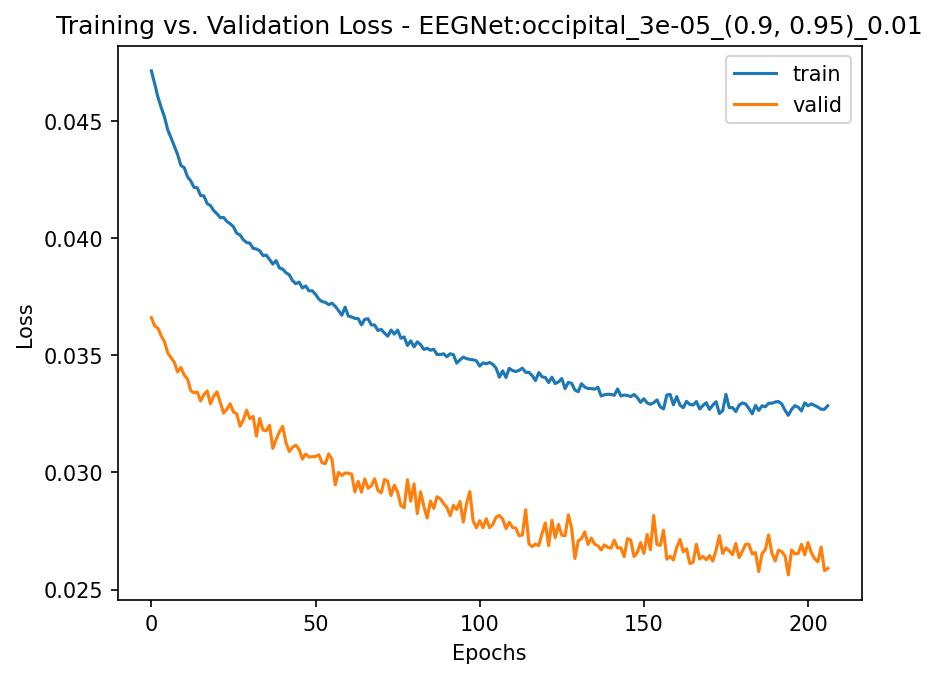 Training vs. Validation Loss - EEGNet:occipital_3e-05_(0.9, 0.95)_0.01
train
valid
0.045
0.040
0.035
0.030
0.025
Loss
0
50
100
150
200
Epochs